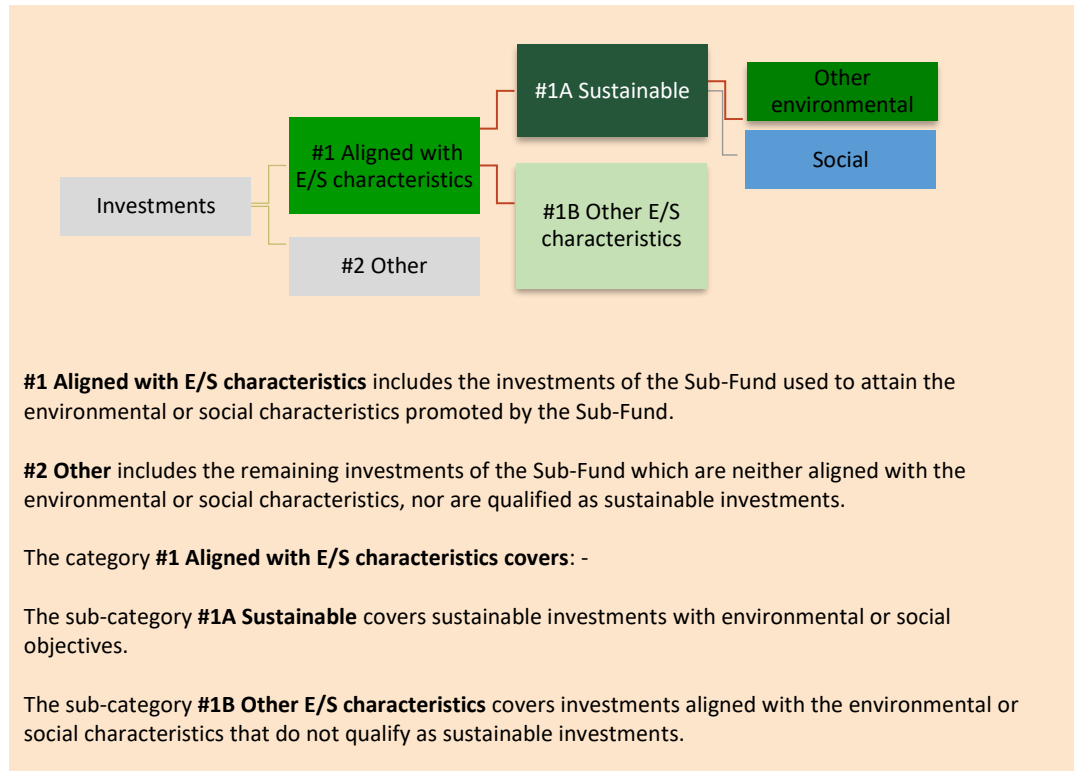 #1A Sustainable
Other
environmental
#1 Aligned with
E/S characteristics
Social
Investments
#1B Other E/S
characteristics
#2 Other
#1 Aligned with E/S characteristics includes the investments of the Sub-Fund used to attain the
environmental or social characteristics promoted by the Sub-Fund.
#2 Other includes the remaining investments of the Sub-Fund which are neither aligned with the
environmental or social characteristics, nor are qualified as sustainable investments.
The category #1 Aligned with E/S characteristics covers: -
The sub-category #1A Sustainable covers sustainable investments with environmental or social
objectives.
The sub-category #1B Other E/S characteristics covers investments aligned with the environmental or
social characteristics that do not qualify as sustainable investments.